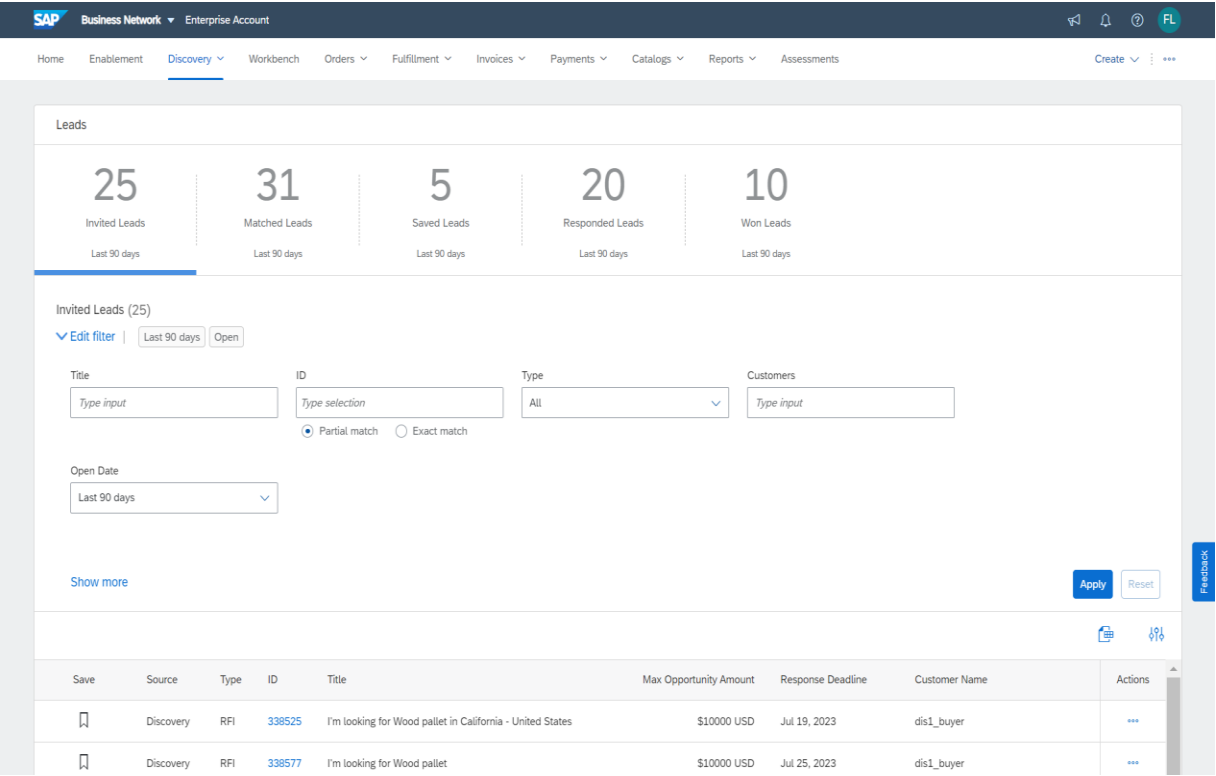 SAP Business Network Enterprise Account FL
Home Enablement Discovery Workbench Orders Fulfillment Invoices Payments Catalogs Reports Assessments Create
Leads
25 31 5 20 10
Invited Leads Matched Leads Saved Leads Responded Leads Won Leads
Last 90 days Last 90 days Last 90 days Last 90 days Last 90 days
Invited Leads (25)
Edit filter Last 90 days Open
Title ID Type Customers
Type input Type selection All Type input
Partial match Exact match
Open Date
Last 90 days
Feedback
Show more Apply Reset
Save Source Type ID Title Max Opportunity Amount Response Deadline Customer Name Actions
Discovery RFI 338525 I'm looking for Wood pallet in California - United States $10000 USD Jul 19, 2023 dis1_buyer
Discovery RFI 338577 I'm looking for Wood pallet $10000 USD Jul 25, 2023 dis1_buyer